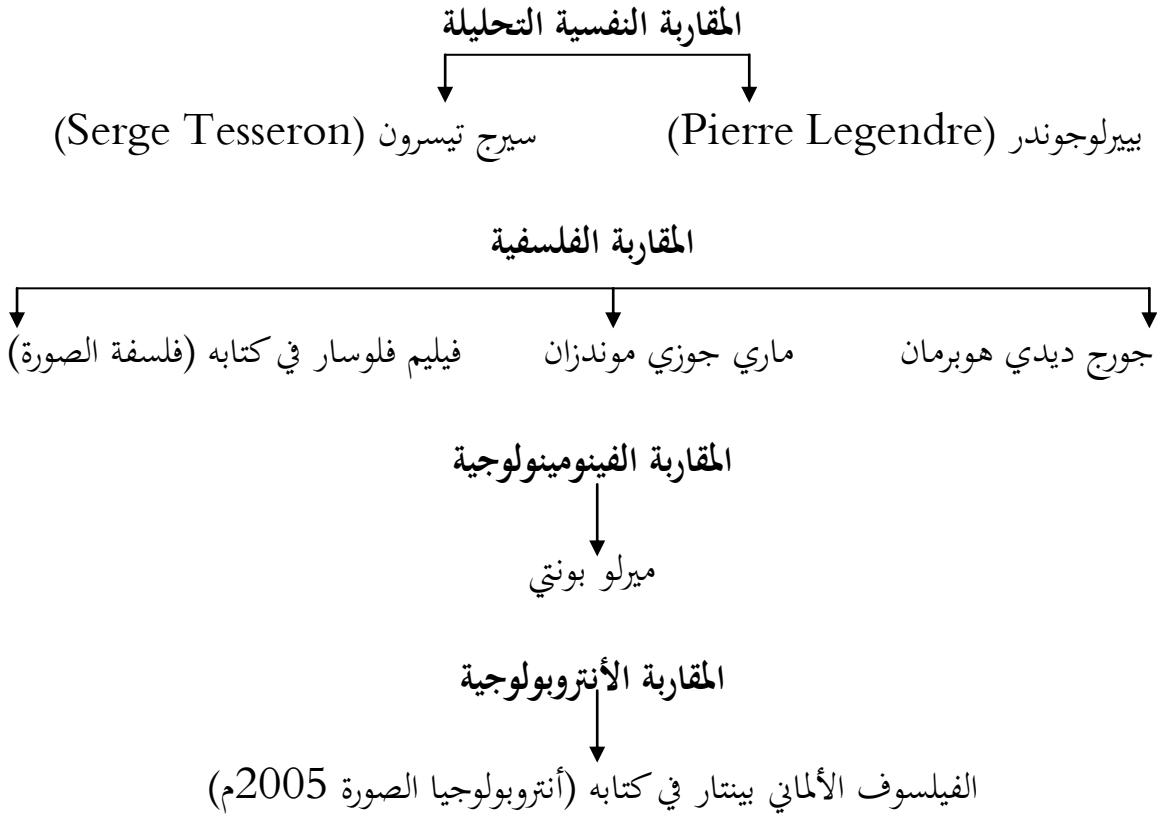 المقاربة النفسية التحليلة
بييرلوجوندر (Pierre Legendre) سيرج تيسرون (Serge Tesseron)
المقاربة الفلسفية
جورج ديدي هوبرمان ماري جوزي موندزان فيليم فلوسار في كتابه (فلسفة الصورة)
المقاربة الفينومينولوجية
ميرلو بونتي
المقاربة الأنتروبولوجية
الفيلسوف الألماني بينتار في كتابه (أنتروبولوجيا الصورة 2005م)